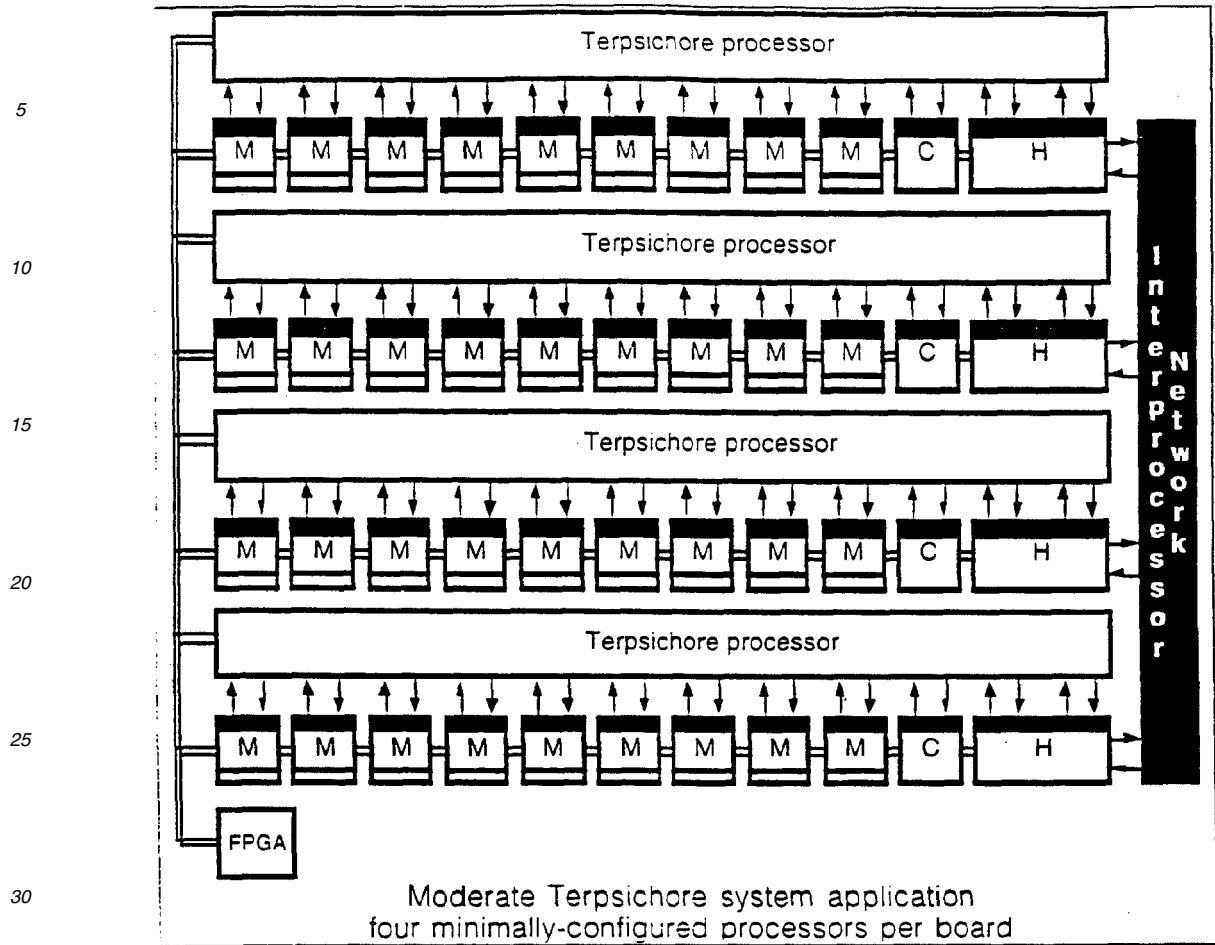 Terpsichore processor
5
M M M M M M M M M C H
Terpsichore processor
10
M M M M M M M M M C H
Terpsichore processor
15
M M M M M M M M M C H
20
Terpsichore processor
25
M M M M M M M M M C H
Interprocessor
Network
FPGA
30
Moderate Terpsichore system application
four minimally-configured processors per board